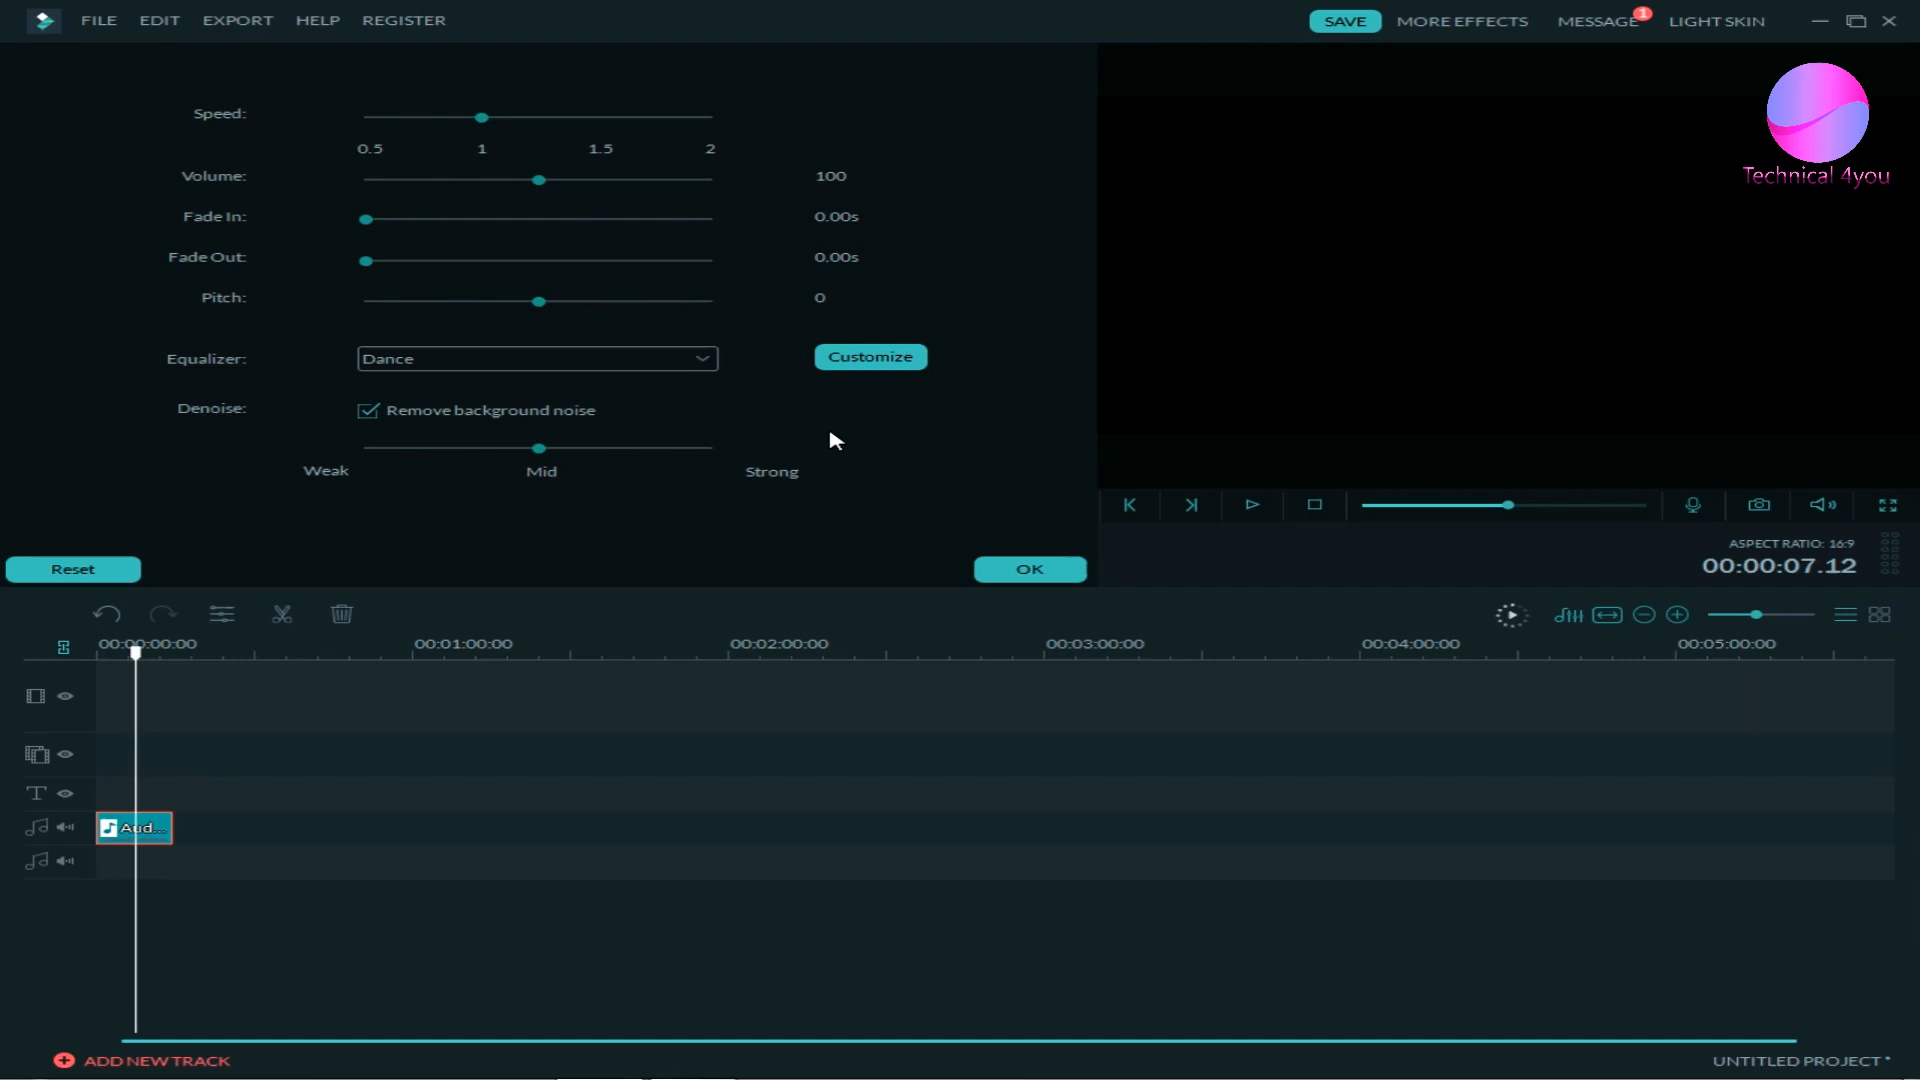 FILE EDIT EXPORT HELP REGISTER SAVE MORE EFFECTS MESSAGE 1 LIGHT SKIN
Technical 4you
Speed:
0.5 1 1.5 2
Volume: 100
Fade In: 0.00s
Fade Out: 0.00s
Pitch: 0
Equalizer: Dance Customize
Denoise: Remove background noise
Weak Mid Strong
Reset OK
ASPECT RATIO: 16:9
00:00:07.12
00:00:00:00 00:01:00:00 00:02:00:00 00:03:00:00 00:04:00:00 00:05:00:00
T
Aud...
ADD NEW TRACK UNTITLED PROJECT *